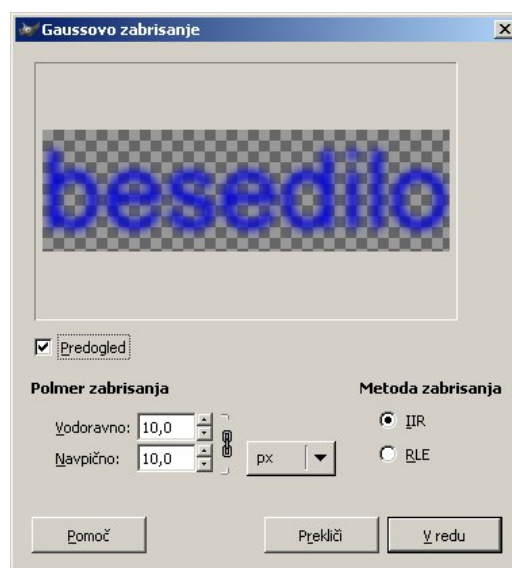 Gaussovo zabrisanje
besedilo
Predogled
Polmer zabrisanja
Vodoravno: 10,0
Navpično: 10,0
px
Metoda zabrisanja
IIR
RLE
Pomoč
Prekliči
V redu